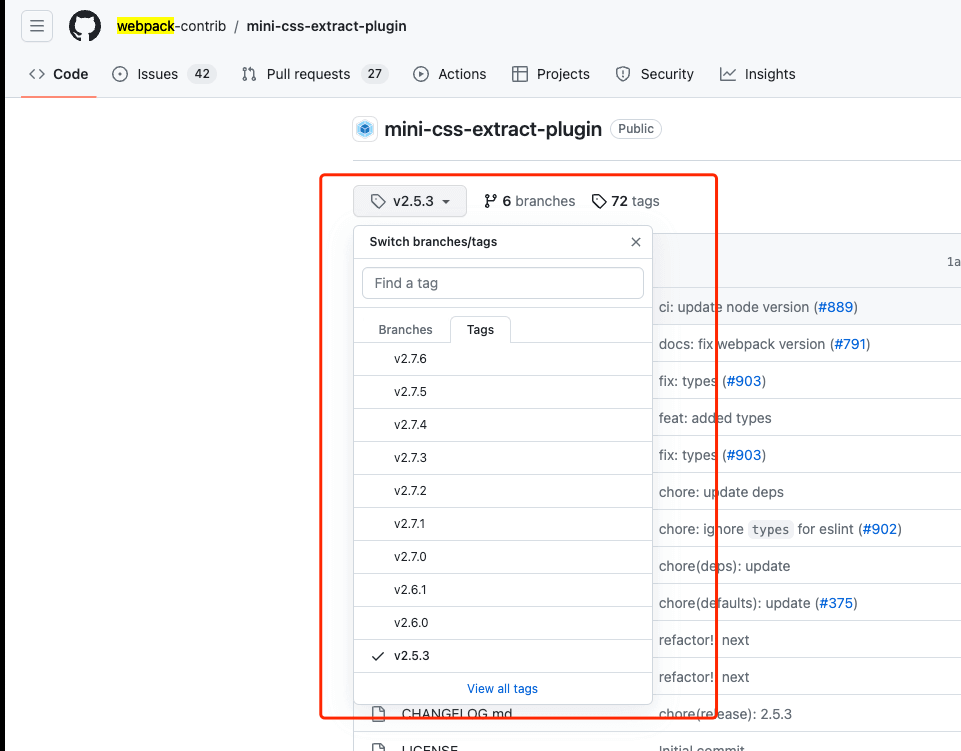 webpack-contrib / mini-css-extract-plugin
Code Issues 42 Pull requests 27 Actions Projects Security Insights
mini-css-extract-plugin Public
v2.5.3 6 branches 72 tags
Switch branches/tags
1a
Find a tag
ci: update node version (#889)
Branches Tags
docs: fix webpack version (#791)
v2.7.6
fix: types (#903)
v2.7.5
feat: added types
v2.7.4
fix: types (#903)
v2.7.3
chore: update deps
v2.7.2
chore: ignore types for eslint (#902)
v2.7.1
chore(deps): update
v2.7.0
chore(defaults): update (#375)
v2.6.1
refactor!: next
v2.6.0
refactor!: next
v2.5.3
View all tags
CHANGELOG.md chore(release): 2.5.3
LICENSE Initial commit